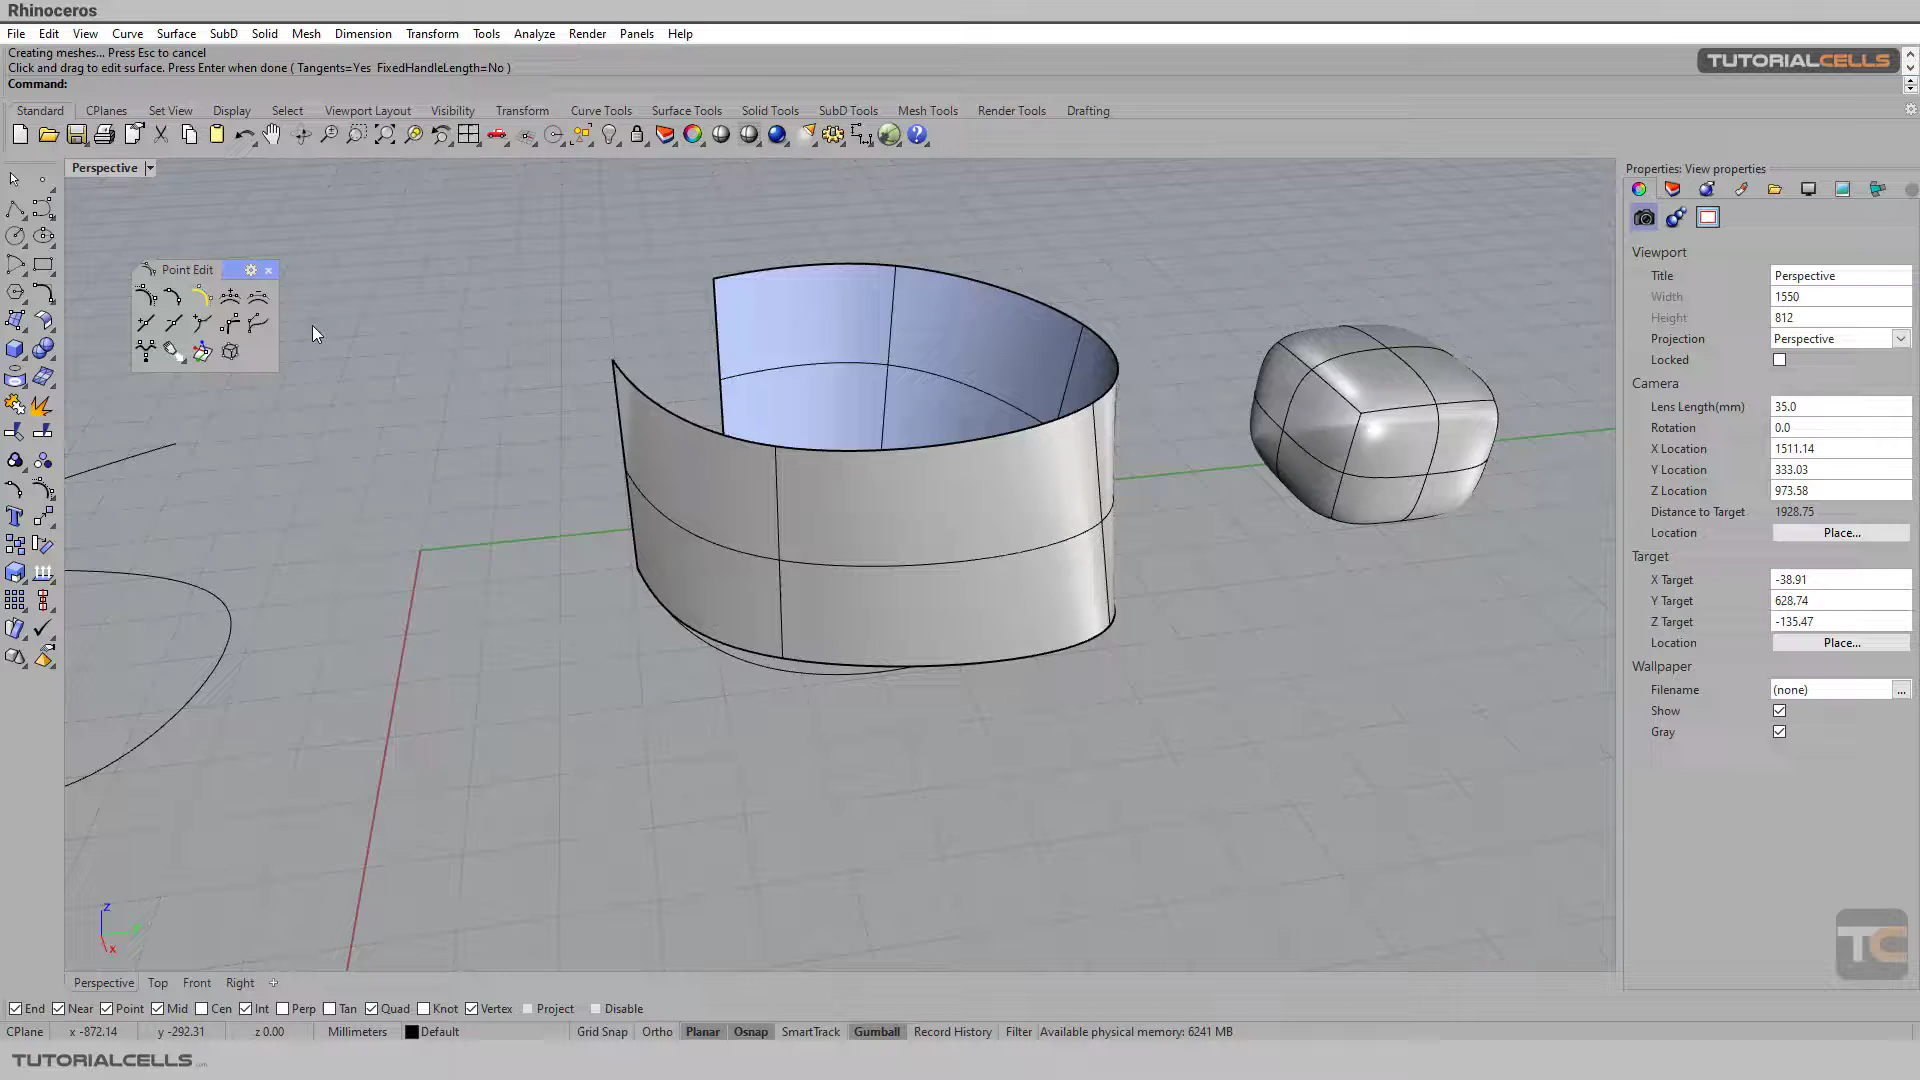 Rhinoceros
File Edit View Curve Surface SubD Solid Mesh Dimension Transform Tools Analyze Render Panels Help
Creating meshes... Press Esc to cancel
Click and drag to edit surface. Press Enter when done ( Tangents=Yes FixedHandleLength=No )
Command:
TUTORIALCELLS
Standard CPlanes Set View Display Select Viewport Layout Visibility Transform Curve Tools Surface Tools Solid Tools SubD Tools Mesh Tools Render Tools Drafting
Perspective
Point Edit
z
x
Properties: View properties
Viewport
Title Perspective
Width 1550
Height 812
Projection Perspective
Locked
Camera
Lens Length(mm) 35.0
Rotation 0.0
X Location 1511.14
Y Location 333.03
Z Location 973.58
Distance to Target 1928.75
Location Place...
Target
X Target -38.91
Y Target 628.74
Z Target -135.47
Location Place...
Wallpaper
Filename (none) ...
Show
Gray
TC
Perspective Top Front Right
End Near Point Mid Cen Int Perp Tan Quad Knot Vertex Project Disable
CPlane x -872.14 y -292.31 z 0.00 Millimeters Default Grid Snap Ortho Planar Osnap SmartTrack Gumball Record History Filter Available physical memory: 6241 MB
TUTORIALCELLS